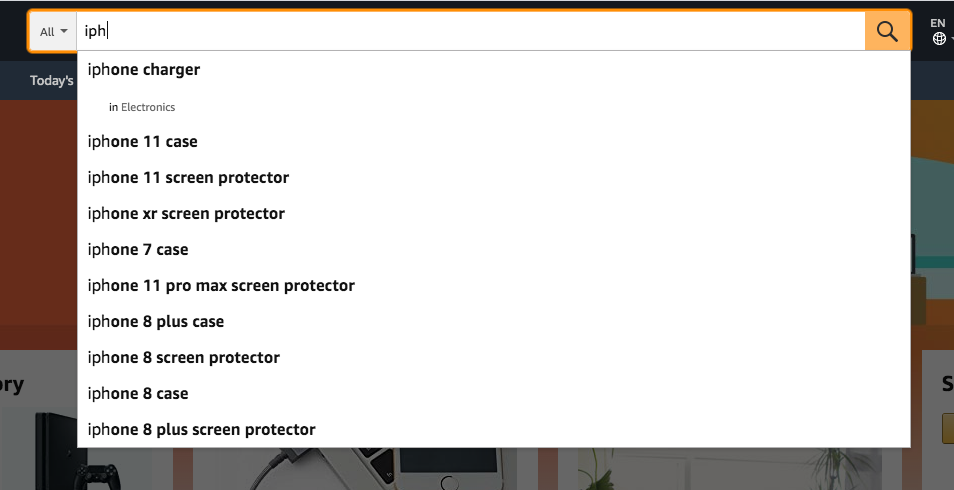 All
iph
EN
Today's
iphone charger
in Electronics
iphone 11 case
iphone 11 screen protector
iphone xr screen protector
iphone 7 case
iphone 11 pro max screen protector
iphone 8 plus case
iphone 8 screen protector
iphone 8 case
iphone 8 plus screen protector
ory
S